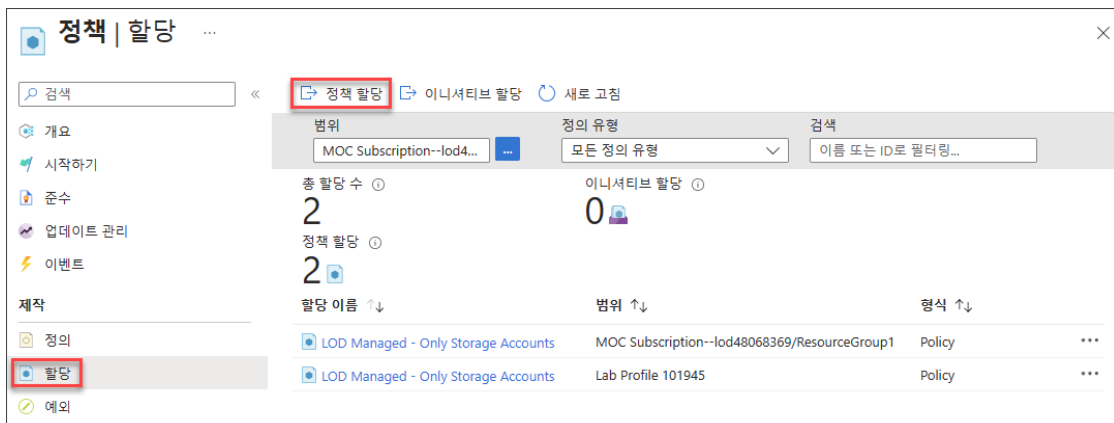 정책 | 할당 ...
검색
정책 할당 이니셔티브 할당 새로 고침
개요
시작하기
준수
업데이트 관리
이벤트
제작
정의
할당
예외
범위 정의 유형 검색
MOC Subscription--lod4... ... 모든 정의 유형 이름 또는 ID로 필터링...
총 할당 수 이니셔티브 할당
2 0
정책 할당
2
할당 이름 범위 형식
LOD Managed - Only Storage Accounts MOC Subscription--lod48068369/ResourceGroup1 Policy ...
LOD Managed - Only Storage Accounts Lab Profile 101945 Policy ...